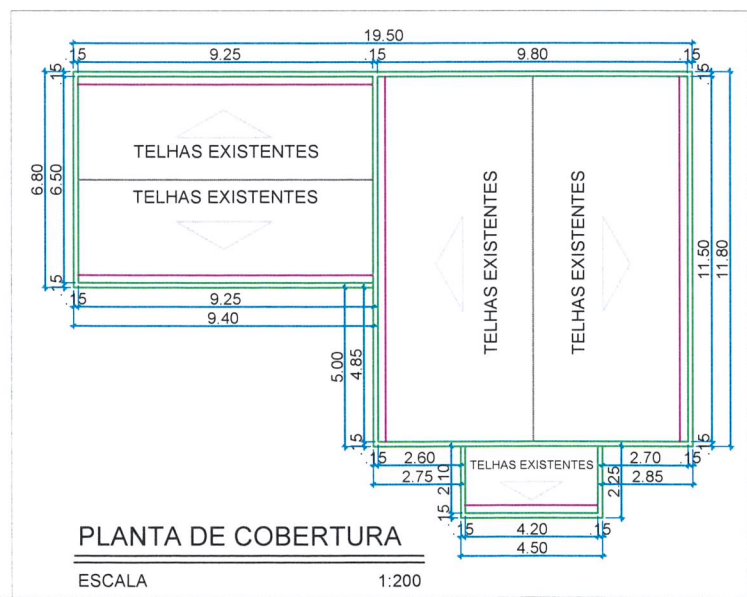 19.50
.15 9.25 .15 9.80 .15
.15 .15
TELHAS EXISTENTES
TELHAS EXISTENTES
6.80 6.50
TELHAS EXISTENTES
TELHAS EXISTENTES
11.50 11.80
.15
.15 9.25
9.40
5.00 4.85
.15 .15
.15 2.60 TELHAS EXISTENTES 2.70 .15
2.75 2.10 2.25 2.85
.15 .15 4.20 .15
4.50
PLANTA DE COBERTURA
ESCALA 1:200